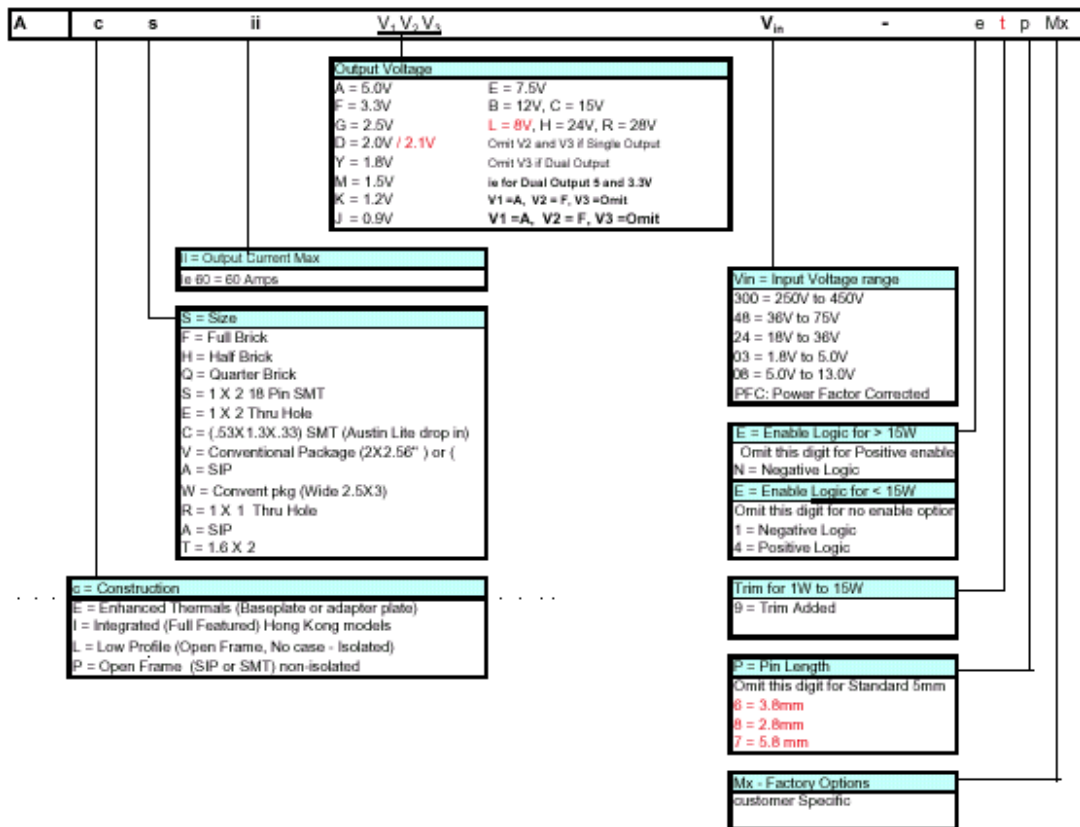 A c s ii V₁ V₂ V₃ Vin - e t p Mx
Output Voltage
A = 5.0V E = 7.5V
F = 3.3V B = 12V, C = 15V
G = 2.5V L = 8V, H = 24V, R = 28V
D = 2.0V / 2.1V Omit V2 and V3 if Single Output
Y = 1.8V Omit V3 if Dual Output
M = 1.5V ie for Dual Output 5 and 3.3V
K = 1.2V V1 =A, V2 = F, V3 =Omit
J = 0.9V V1 =A, V2 = F, V3 =Omit
ii = Output Current Max
ie 60 = 60 Amps
S = Size
F = Full Brick
H = Half Brick
Q = Quarter Brick
S = 1 X 2 18 Pin SMT
E = 1 X 2 Thru Hole
C = (.53X1.3X.33) SMT (Austin Lite drop in)
V = Conventional Package (2X2.56" ) or (
A = SIP
W = Convent pkg (Wide 2.5X3)
R = 1 X 1 Thru Hole
A = SIP
T = 1.6 X 2
c = Construction
E = Enhanced Thermals (Baseplate or adapter plate)
I = Integrated (Full Featured) Hong Kong models
L = Low Profile (Open Frame, No case - Isolated)
P = Open Frame (SIP or SMT) non-isolated
Vin = Input Voltage range
300 = 250V to 450V
48 = 36V to 75V
24 = 18V to 36V
03 = 1.8V to 5.0V
08 = 5.0V to 13.0V
PFC: Power Factor Corrected
E = Enable Logic for > 15W
Omit this digit for Positive enable
N = Negative Logic
E = Enable Logic for < 15W
Omit this digit for no enable option
1 = Negative Logic
4 = Positive Logic
Trim for 1W to 15W
9 = Trim Added
P = Pin Length
Omit this digit for Standard 5mm
6 = 3.8mm
8 = 2.8mm
7 = 5.8 mm
Mx - Factory Options
customer Specific